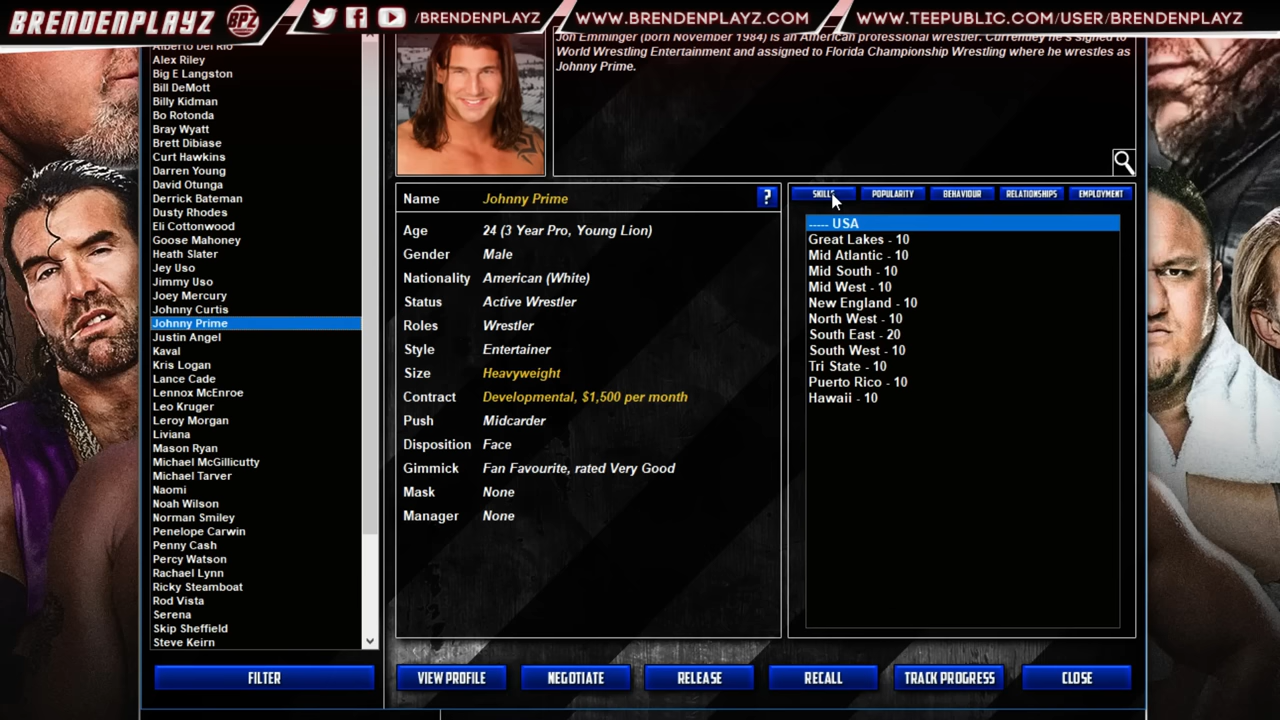 BRENDENPLAYZ BPZ /BRENDENPLAYZ WWW.BRENDENPLAYZ.COM WWW.TEEPUBLIC.COM/USER/BRENDENPLAYZ
Alberto Del Rio
Alex Riley
Big E Langston
Bill DeMott
Billy Kidman
Bo Rotonda
Bray Wyatt
Brett Dibiase
Curt Hawkins
Darren Young
David Otunga
Derrick Bateman
Dusty Rhodes
Eli Cottonwood
Goose Mahoney
Heath Slater
Jey Uso
Jimmy Uso
Joey Mercury
Johnny Curtis
Johnny Prime
Justin Angel
Kaval
Kris Logan
Lance Cade
Lennox McEnroe
Leo Kruger
Leroy Morgan
Liviana
Mason Ryan
Michael McGillicutty
Michael Tarver
Naomi
Noah Wilson
Norman Smiley
Penelope Carwin
Penny Cash
Percy Watson
Rachael Lynn
Ricky Steamboat
Rod Vista
Serena
Skip Sheffield
Steve Keirn
FILTER
Jon Emminger (born November 1984) is an American professional wrestler. Currentley he's signed to
World Wrestling Entertainment and assigned to Florida Championship Wrestling where he wrestles as
Johnny Prime.
Name Johnny Prime ?
Age 24 (3 Year Pro, Young Lion)
Gender Male
Nationality American (White)
Status Active Wrestler
Roles Wrestler
Style Entertainer
Size Heavyweight
Contract Developmental, $1,500 per month
Push Midcarder
Disposition Face
Gimmick Fan Favourite, rated Very Good
Mask None
Manager None
SKILLS POPULARITY BEHAVIOUR RELATIONSHIPS EMPLOYMENT
----- USA
Great Lakes - 10
Mid Atlantic - 10
Mid South - 10
Mid West - 10
New England - 10
North West - 10
South East - 20
South West - 10
Tri State - 10
Puerto Rico - 10
Hawaii - 10
VIEW PROFILE NEGOTIATE RELEASE RECALL TRACK PROGRESS CLOSE